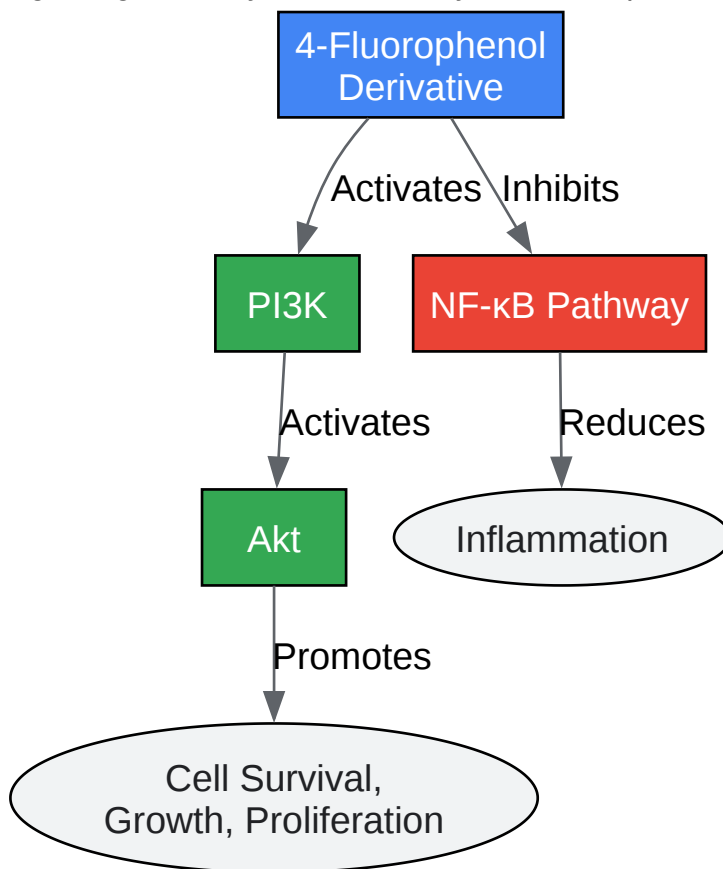 4-Fluorophenol
Derivative
Activates
Inhibits
PI3K
NF-κB Pathway
Activates
Reduces
Akt
Inflammation
Promotes
Cell Survival,
Growth, Proliferation